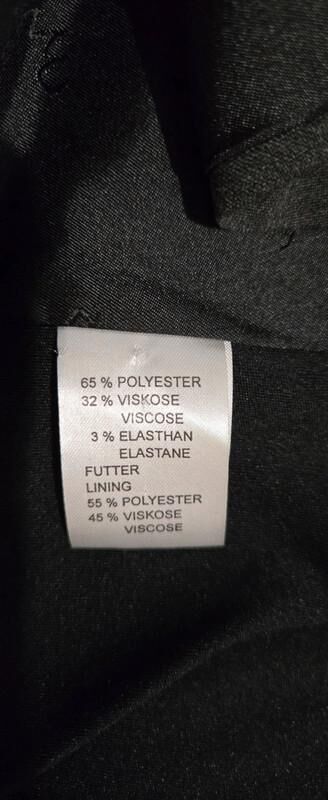 65 % POLYESTER
32 % VISKOSE
VISCOSE
3 % ELASTHAN
ELASTANE
FUTTER
LINING
55 % POLYESTER
45 % VISKOSE
VISCOSE